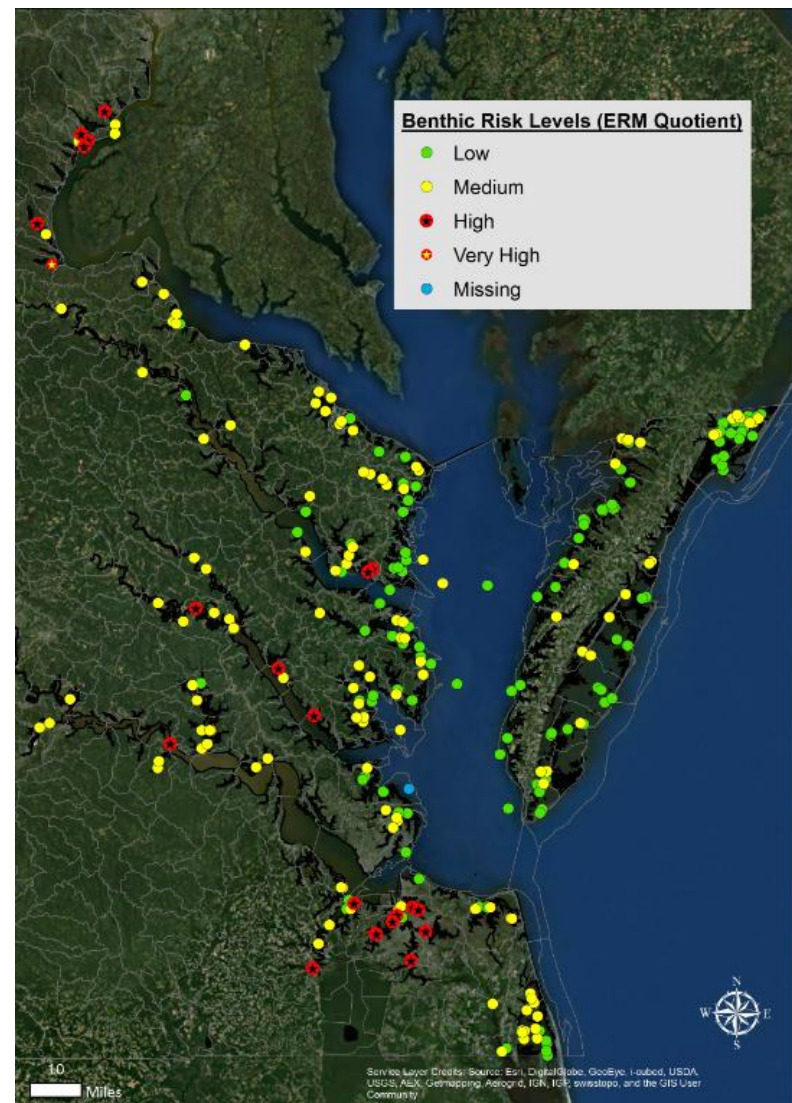 Benthic Risk Levels (ERM Quotient)
Low
Medium
High
Very High
Missing
N
W E
S
10
Miles
Service Layer Credits: Source: Esri, DigitalGlobe, GeoEye, i-cubed, USDA,
USGS, AEX, Getmapping, Aerogrid, IGN, IGP, swisstopo, and the GIS User
Community